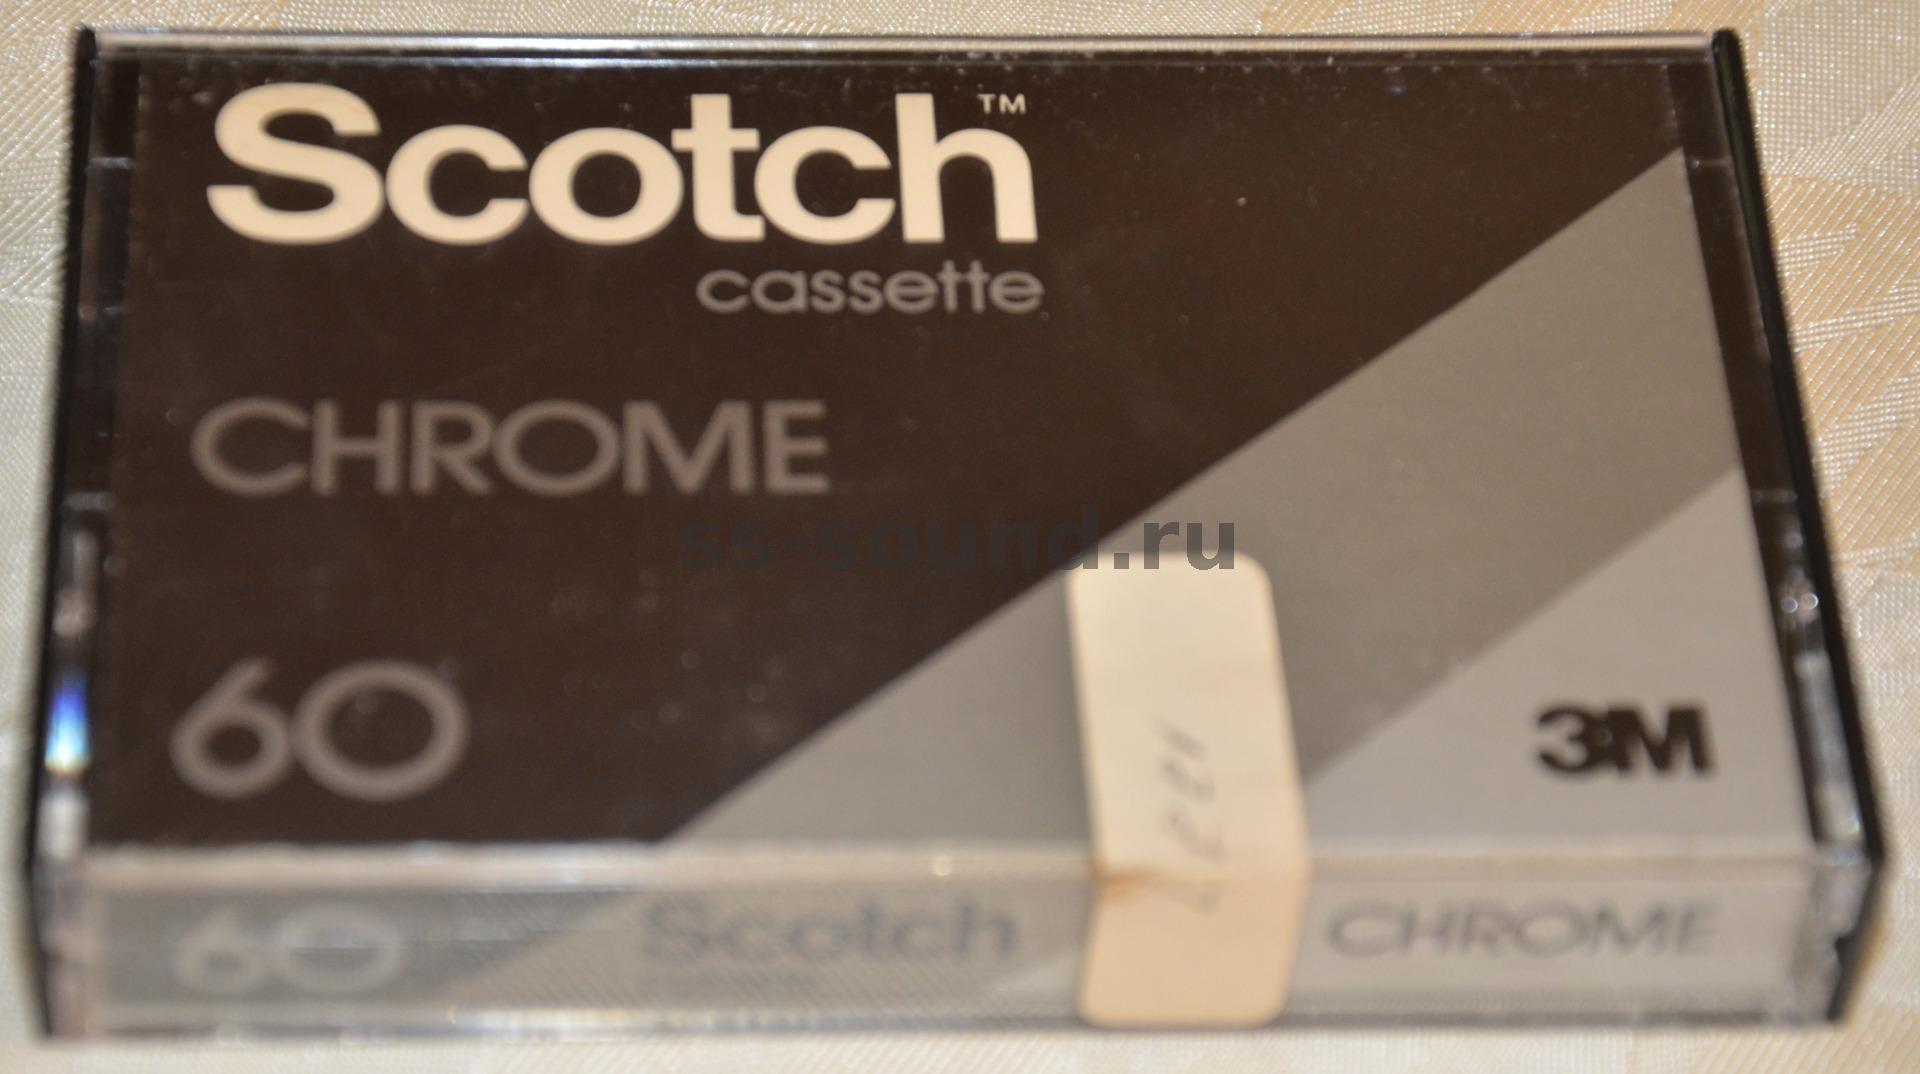 Scotch™
cassette
CHROME
ss-sound.ru
60
3M
60 Scotch CHROME